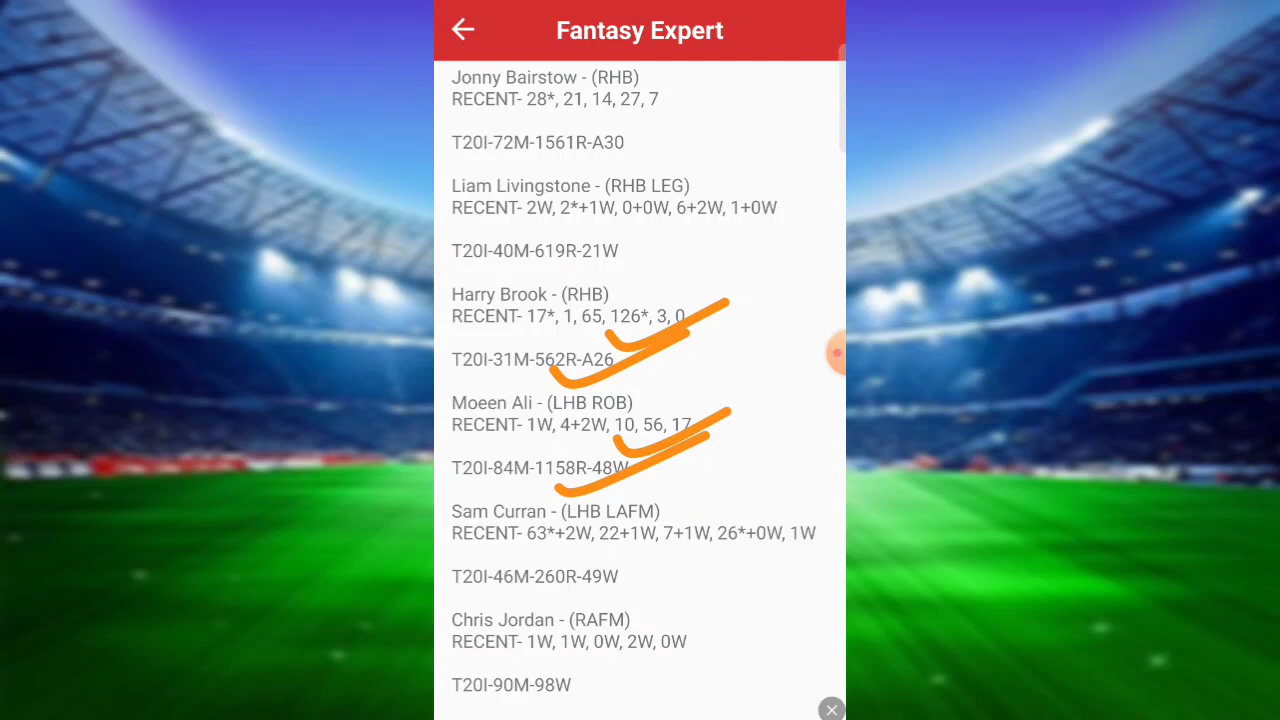 Fantasy Expert
Jonny Bairstow - (RHB)
RECENT- 28*, 21, 14, 27, 7
T20I-72M-1561R-A30
Liam Livingstone - (RHB LEG)
RECENT- 2W, 2*+1W, 0+0W, 6+2W, 1+0W
T20I-40M-619R-21W
Harry Brook - (RHB)
RECENT- 17*, 1, 65, 126*, 3, 0
T20I-31M-562R-A26
Moeen Ali - (LHB ROB)
RECENT- 1W, 4+2W, 10, 56, 17
T20I-84M-1158R-48W
Sam Curran - (LHB LAFM)
RECENT- 63*+2W, 22+1W, 7+1W, 26*+0W, 1W
T20I-46M-260R-49W
Chris Jordan - (RAFM)
RECENT- 1W, 1W, 0W, 2W, 0W
T20I-90M-98W